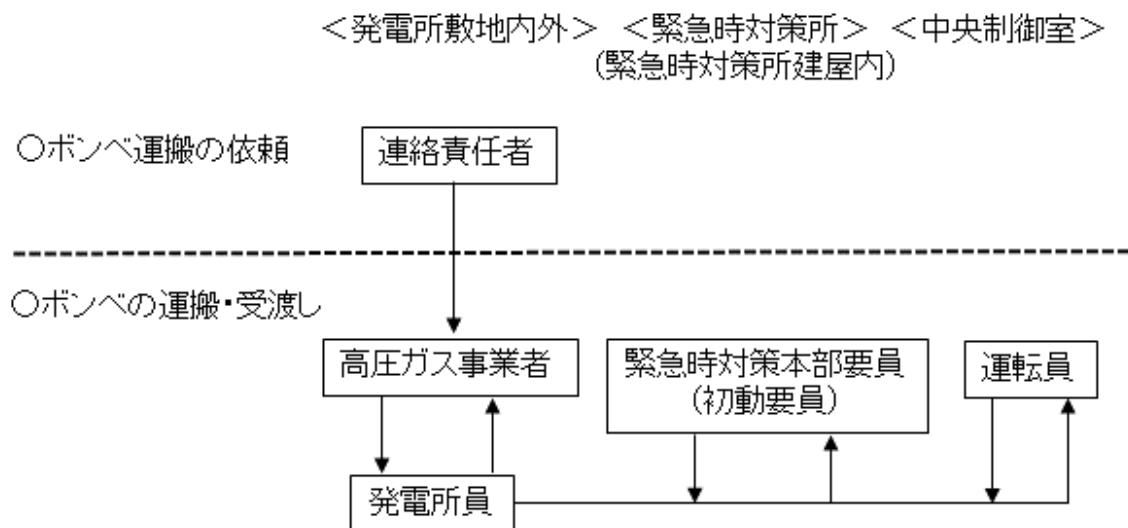 ＜発電所敷地内外＞ ＜緊急時対策所＞ ＜中央制御室＞
（緊急時対策所建屋内）
○ボンベ運搬の依頼
連絡責任者
○ボンベの運搬・受渡し
高圧ガス事業者
緊急時対策本部要員
（初動要員）
運転員
発電所員